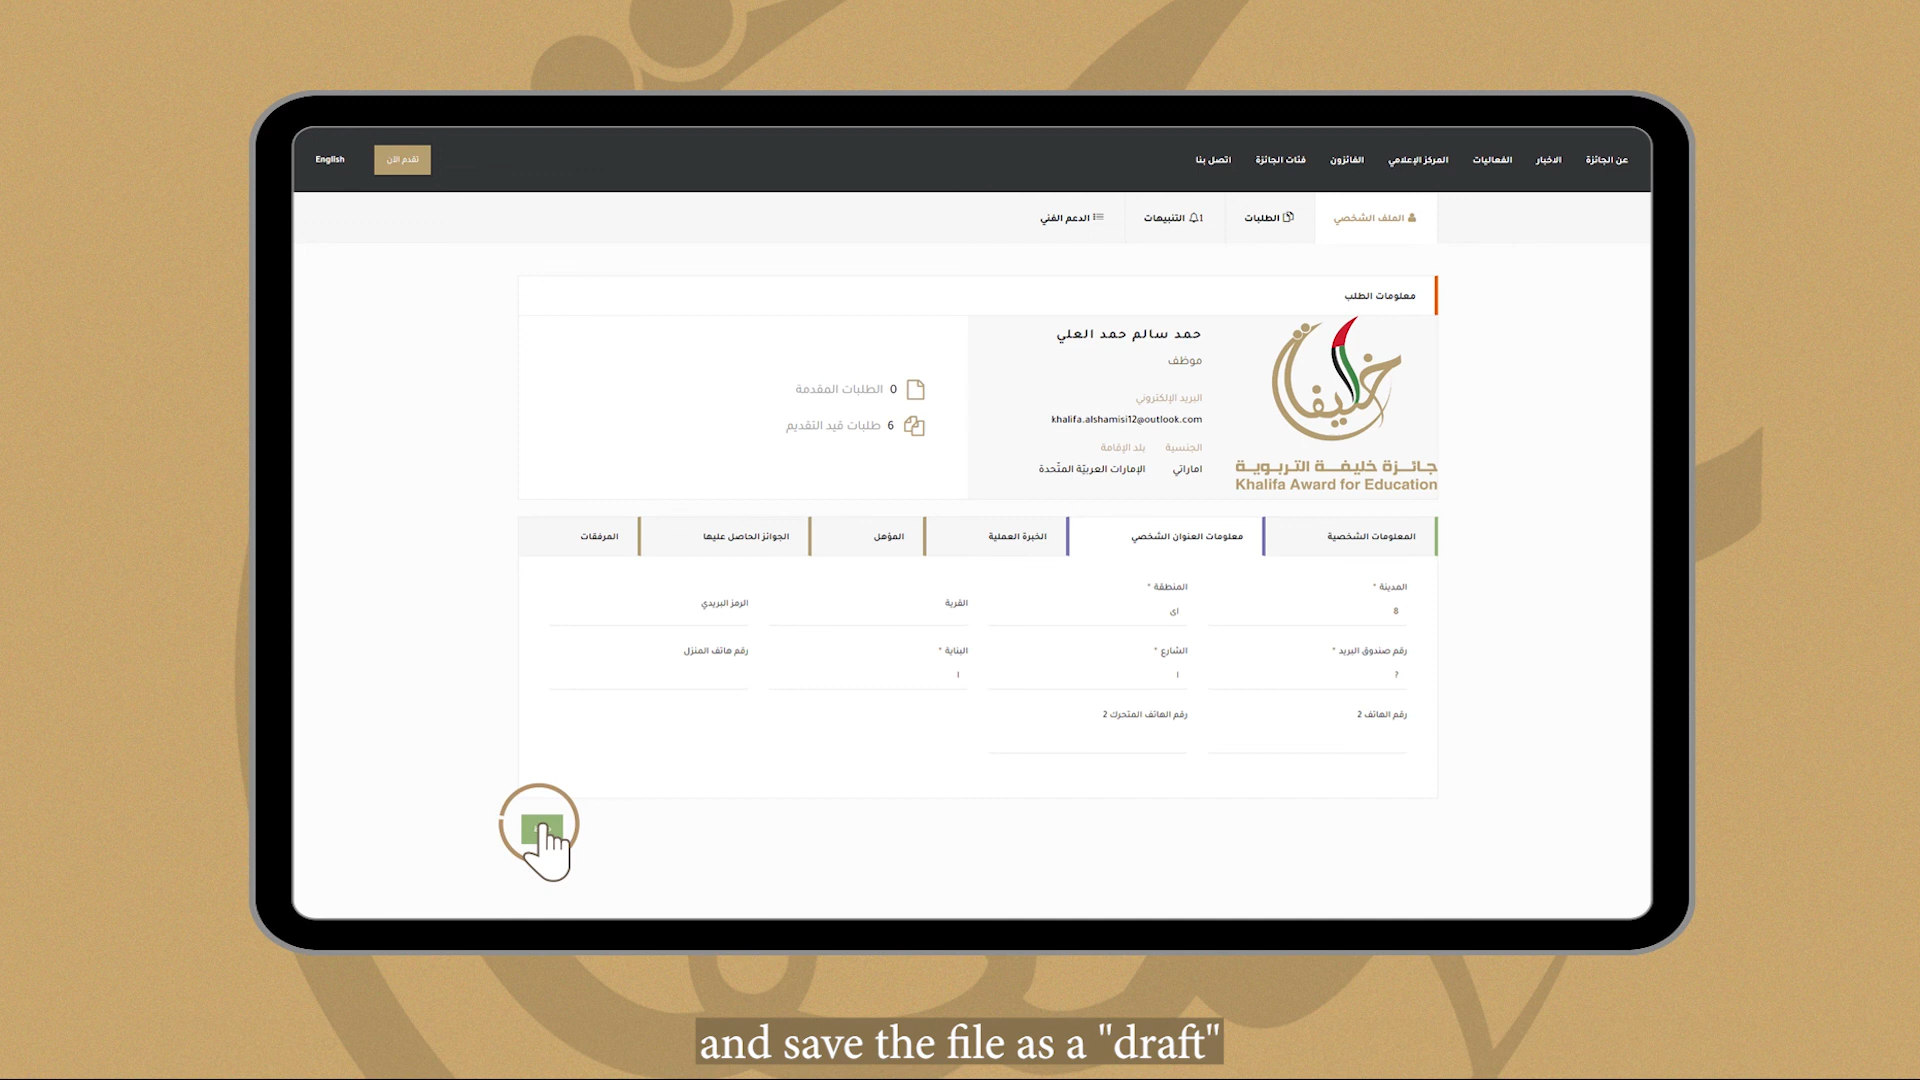 عن الجائزة الاخبار الفعاليات المركز الإعلامي الفائزون فئات الجائزة اتصل بنا تقدم الآن English
الملف الشخصي الطلبات 1 التنبيهات الدعم الفني
معلومات الطلب
جائزة خليفة التربوية
Khalifa Award for Education
حمد سالم حمد العلي
موظف
البريد الإلكتروني
khalifa.alshamisi12@outlook.com
الجنسية بلد الإقامة
اماراتي الإمارات العربيّة المتّحدة
0 الطلبات المقدمة
6 طلبات قيد التقديم
المعلومات الشخصية معلومات العنوان الشخصي الخبرة العملية المؤهل الجوائز الحاصل عليها المرفقات
المدينة * المنطقة * القرية الرمز البريدي
8 اى
رقم صندوق البريد * الشارع * البناية * رقم هاتف المنزل
? ا ا
رقم الهاتف 2 رقم الهاتف المتحرك 2
and save the file as a "draft"